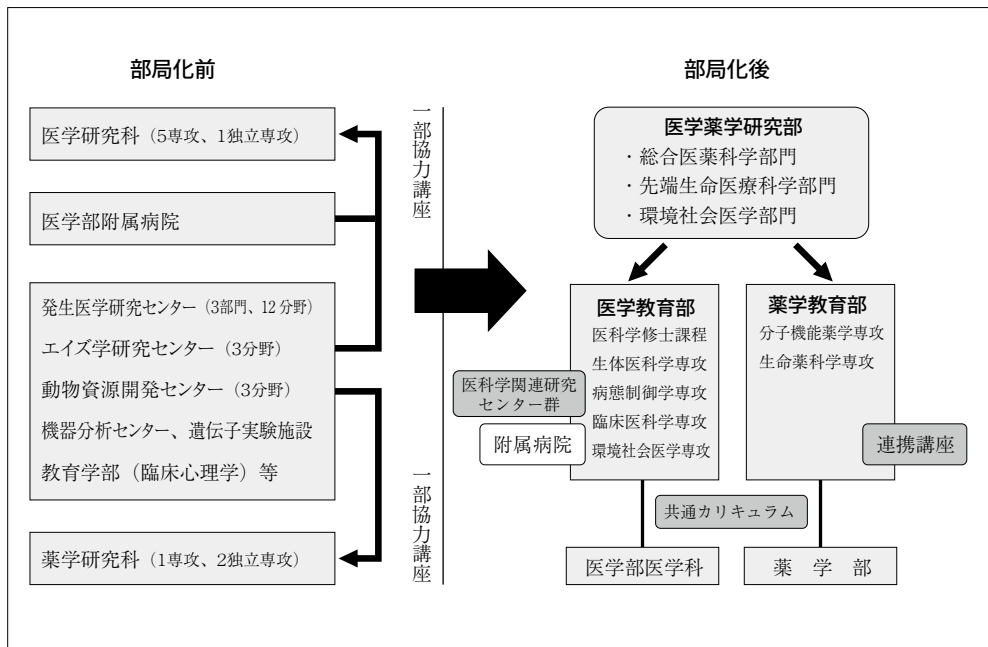 部局化前
医学研究科（5専攻、1独立専攻）
医学部附属病院
発生医学研究センター（3部門、12分野）
エイズ学研究センター（3分野）
動物資源開発センター（3分野）
機器分析センター、遺伝子実験施設
教育学部（臨床心理学）等
薬学研究科（1専攻、2独立専攻）
一部協力講座
一部協力講座
部局化後
医学薬学研究部
・総合医薬科学部門
・先端生命医療科学部門
・環境社会医学部門
医学教育部
医科学修士課程
生体医科学専攻
病態制御学専攻
臨床医科学専攻
環境社会医学専攻
医科学関連研究
センター群
附属病院
薬学教育部
分子機能薬学専攻
生命薬科学専攻
連携講座
共通カリキュラム
医学部医学科
薬　学　部